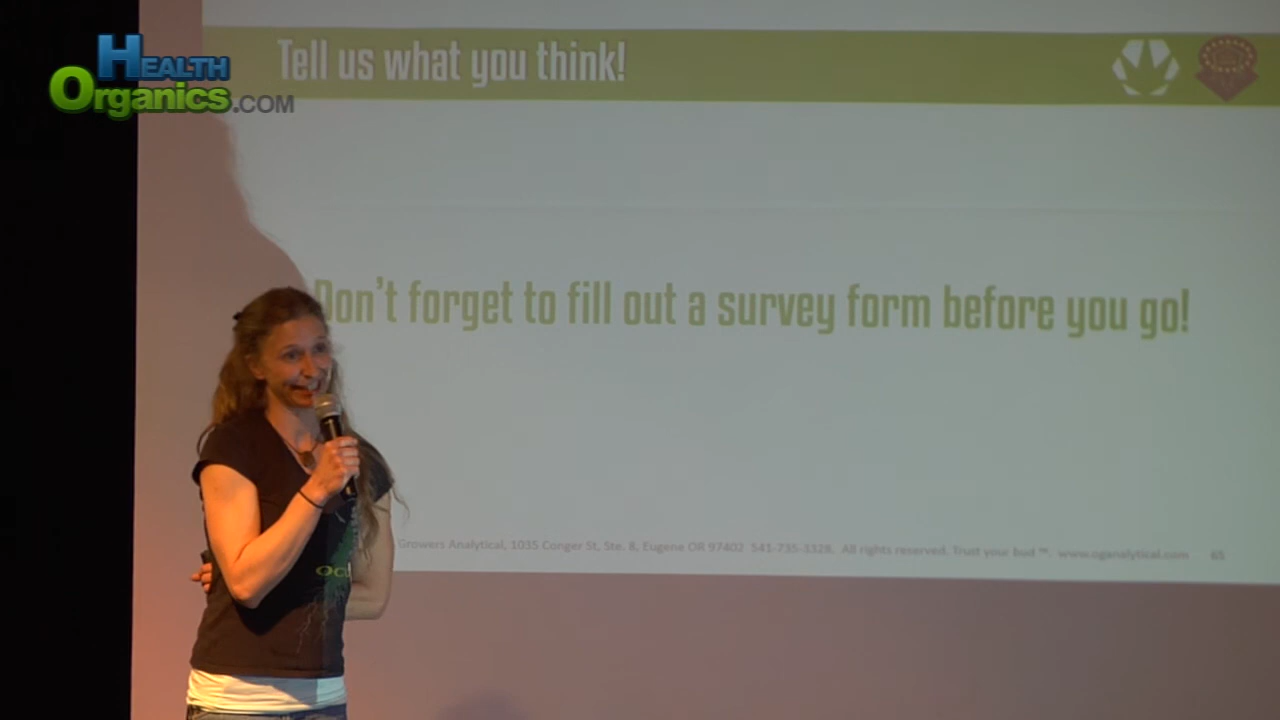 HEALTH
Organics.COM
Tell us what you think!
Don't forget to fill out a survey form before you go!
Growers Analytical, 1035 Conger St, Ste. 8, Eugene OR 97402 541-735-3328. All rights reserved. Trust your bud ™. www.oganalytical.com 65